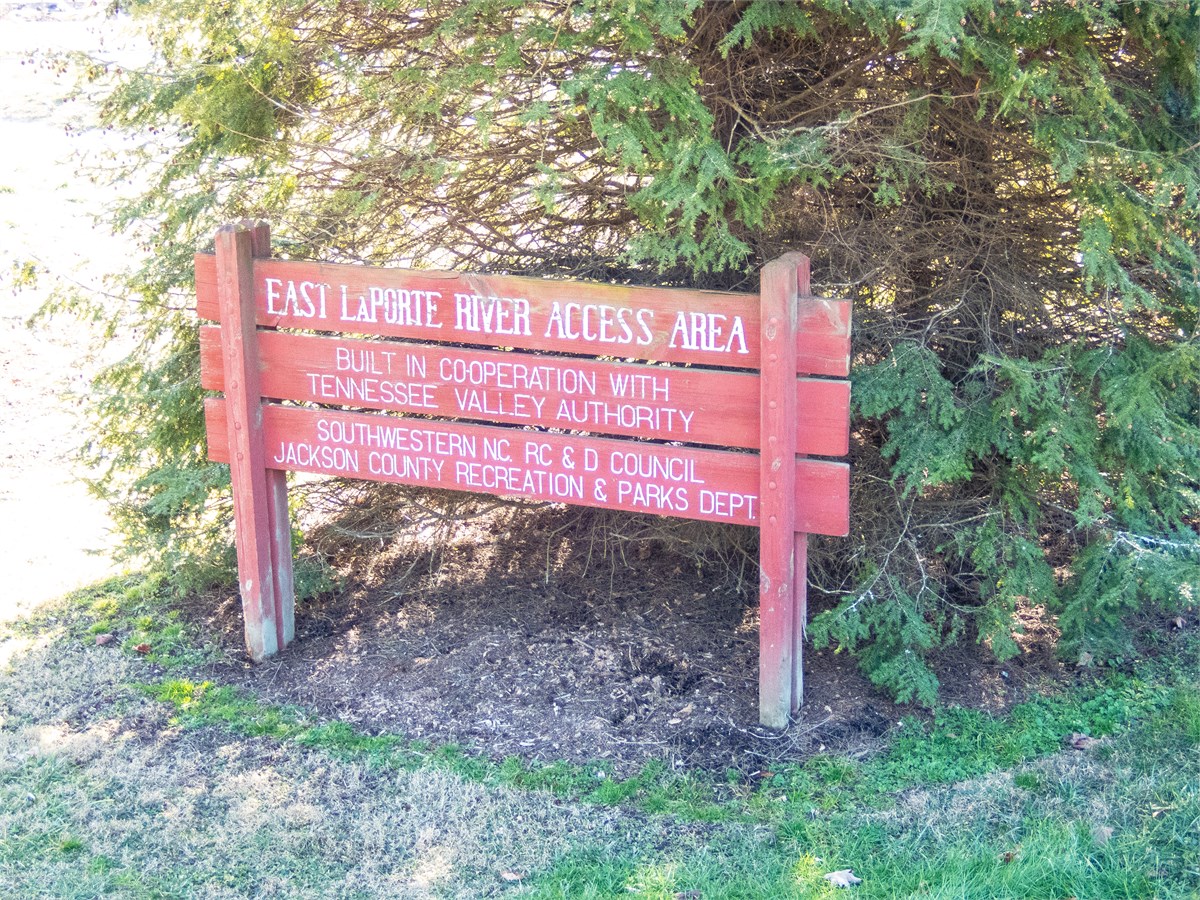 EAST LaPORTE RIVER ACCESS AREA
BUILT IN CO-OPERATION WITH
TENNESSEE VALLEY AUTHORITY
SOUTHWESTERN N.C. RC & D COUNCIL
JACKSON COUNTY RECREATION & PARKS DEPT.